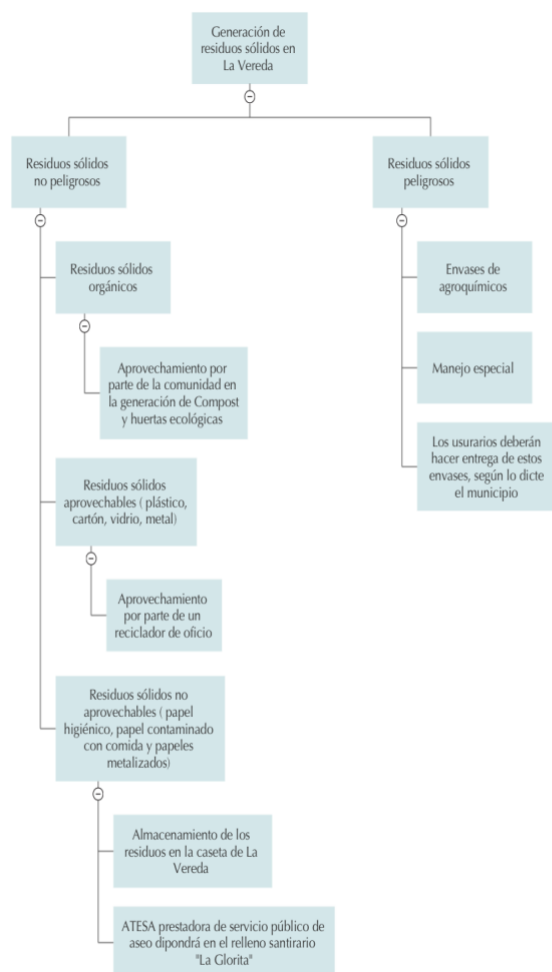 Generación de
residuos sólidos en
La Vereda
Residuos sólidos
no peligrosos
Residuos sólidos
orgánicos
Aprovechamiento por
parte de la comunidad en
la generación de Compost
y huertas ecológicas
Residuos sólidos
aprovechables ( plástico,
cartón, vidrio, metal)
Aprovechamiento
por parte de un
reciclador de oficio
Residuos sólidos no
aprovechables ( papel
higiénico, papel contaminado
con comida y papeles
metalizados)
Almacenamiento de los
residuos en la caseta de La
Vereda
ATESA prestadora de servicio público de
aseo dipondrá en el relleno santirario
"La Glorita"
Residuos sólidos
peligrosos
Envases de
agroquímicos
Manejo especial
Los usurarios deberán
hacer entrega de estos
envases, según lo dicte
el municipio